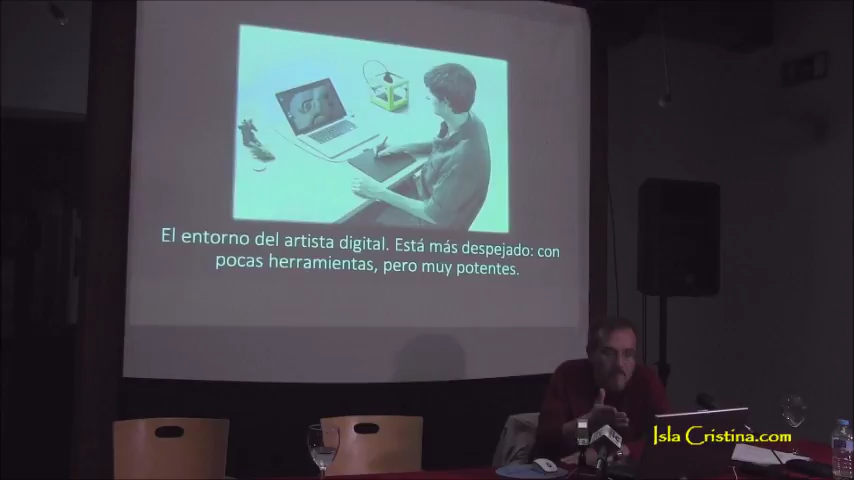 El entorno del artista digital. Está más despejado: con
pocas herramientas, pero muy potentes.
Isla Cristina.com